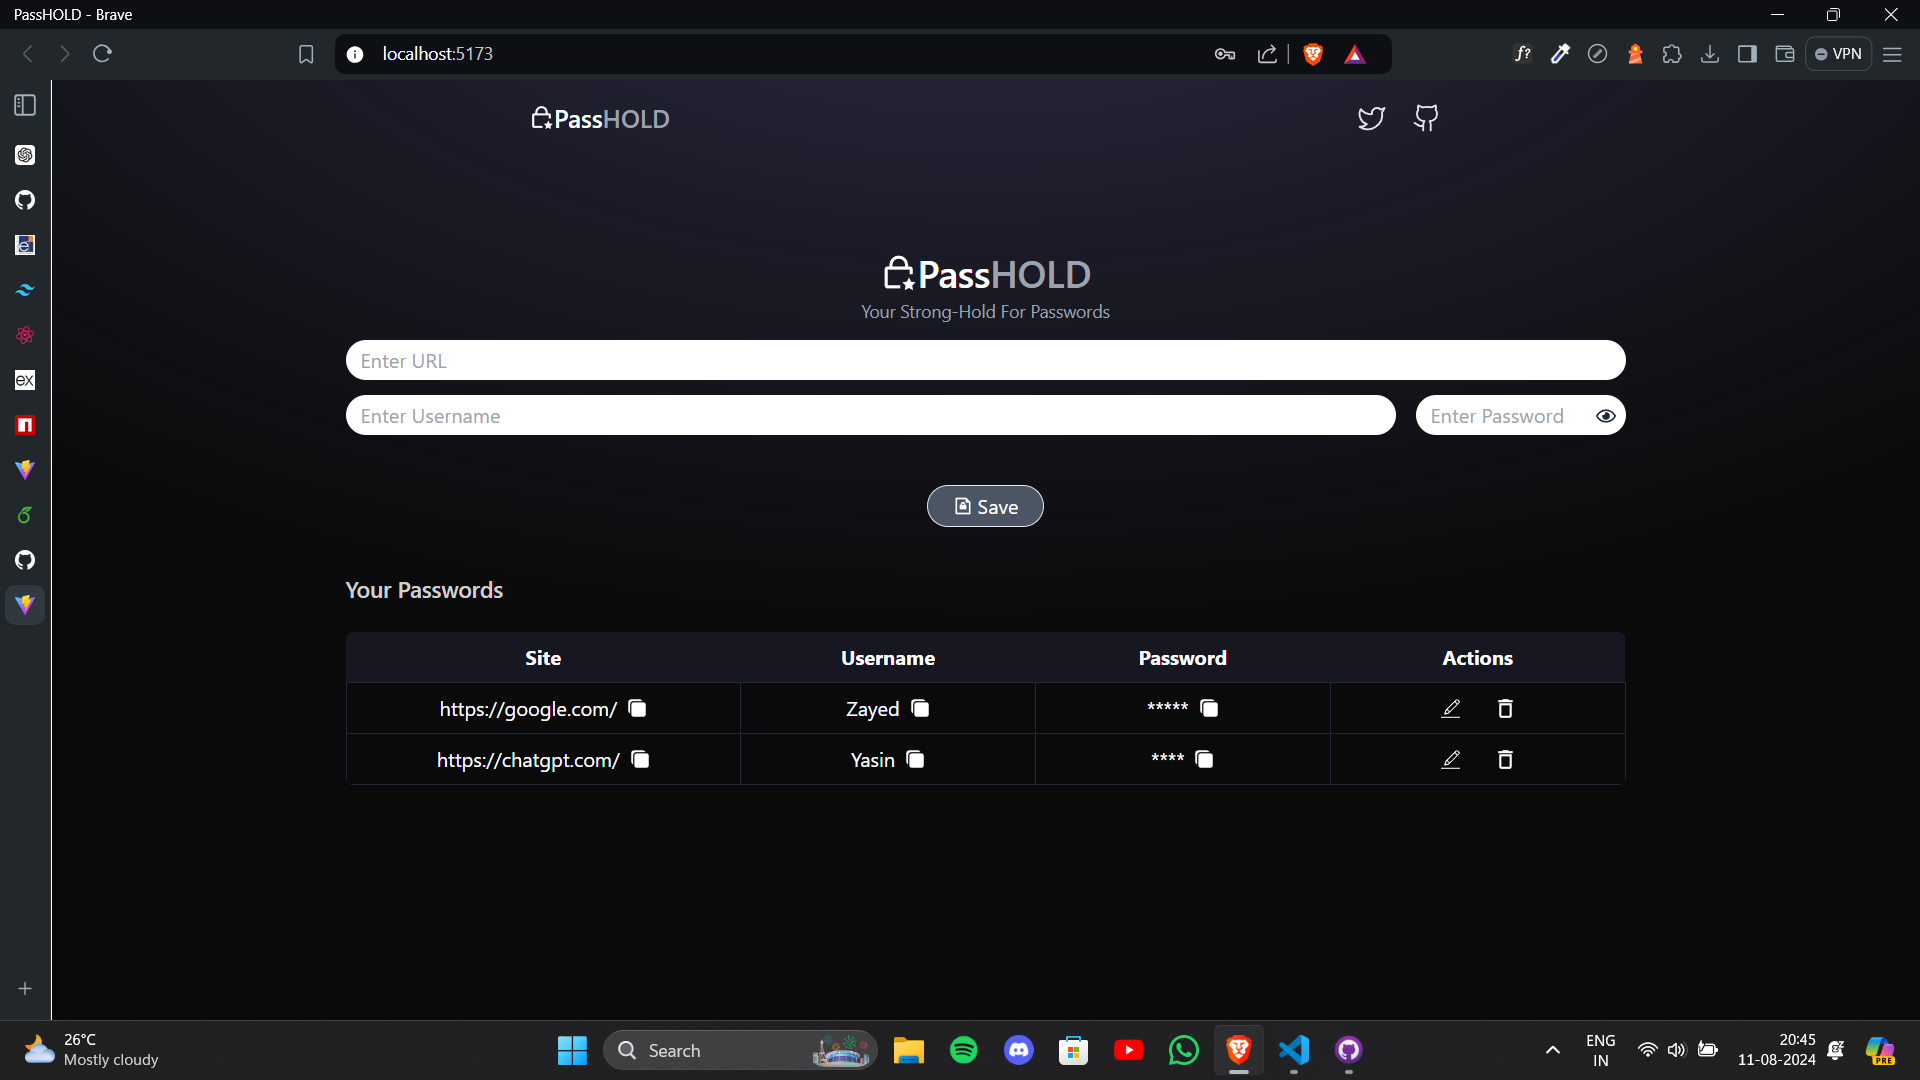 PassHOLD - Brave
localhost:5173
f?
VPN
PassHOLD
PassHOLD
Your Strong-Hold For Passwords
Enter URL
Enter Username
Enter Password
Save
Your Passwords
Site Username Password Actions
https://google.com/ Zayed *****
https://chatgpt.com/ Yasin ****
ex
26°C
Mostly cloudy
Search
ENG
IN
20:45
11-08-2024
PRE